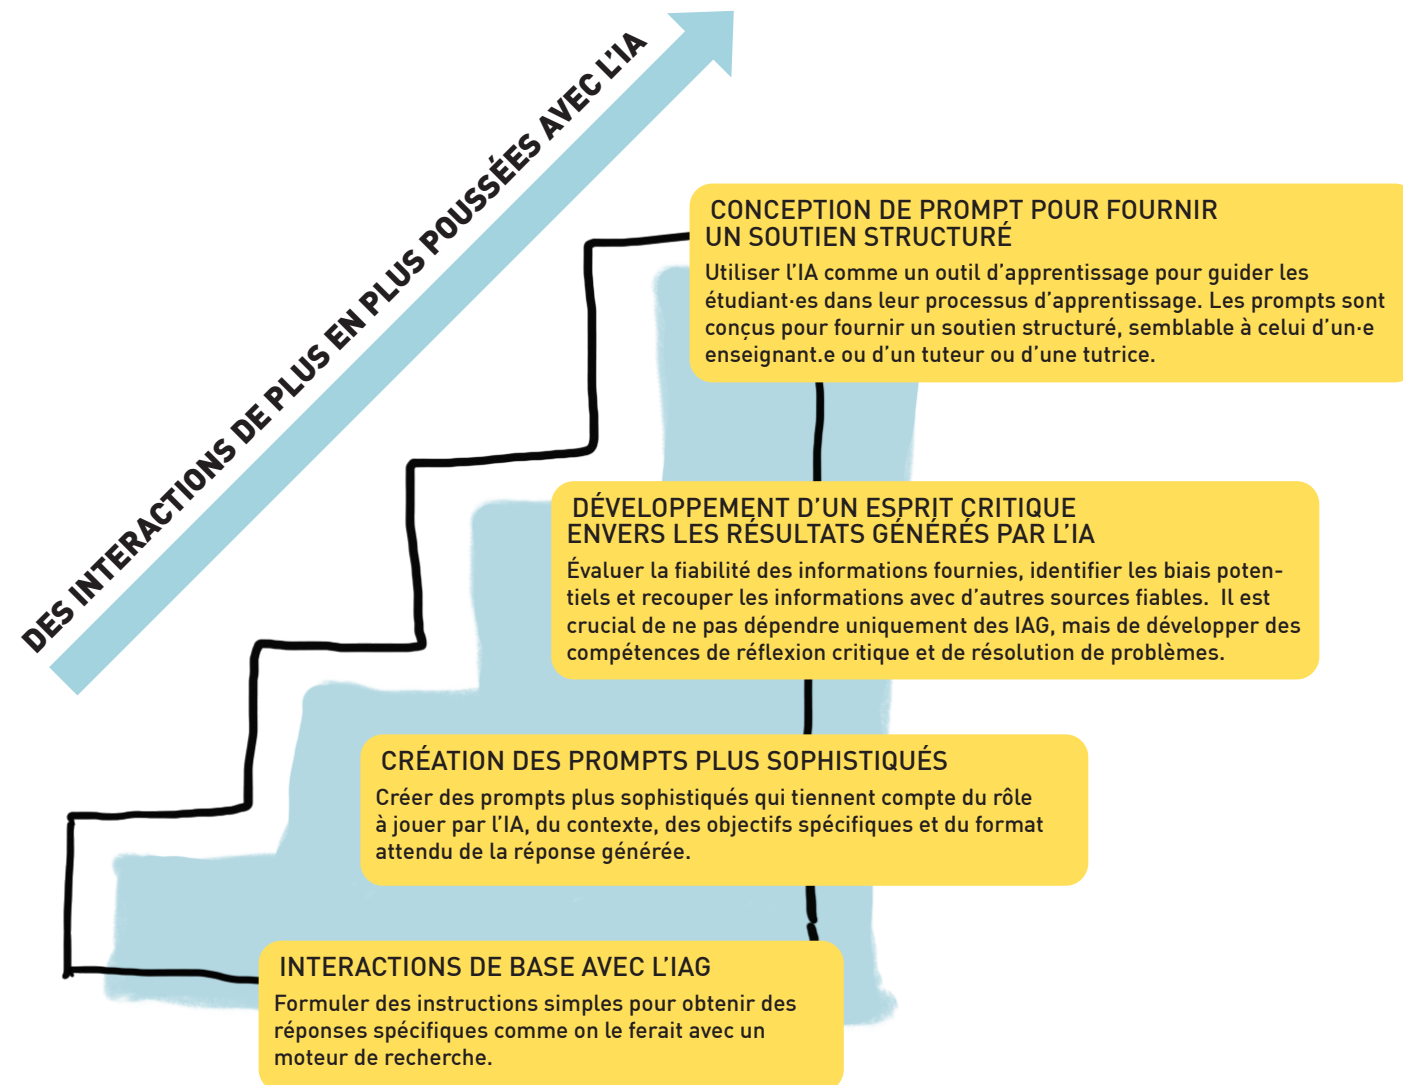 DES INTERACTIONS DE PLUS EN PLUS POUSSÉES AVEC L'IA
CONCEPTION DE PROMPT POUR FOURNIR
UN SOUTIEN STRUCTURÉ
Utiliser l'IA comme un outil d'apprentissage pour guider les
étudiant·es dans leur processus d'apprentissage. Les prompts sont
conçus pour fournir un soutien structuré, semblable à celui d'un·e
enseignant.e ou d'un tuteur ou d'une tutrice.
DÉVELOPPEMENT D'UN ESPRIT CRITIQUE
ENVERS LES RÉSULTATS GÉNÉRÉS PAR L'IA
Évaluer la fiabilité des informations fournies, identifier les biais poten-
tiels et recouper les informations avec d'autres sources fiables. Il est
crucial de ne pas dépendre uniquement des IAG, mais de développer des
compétences de réflexion critique et de résolution de problèmes.
CRÉATION DES PROMPTS PLUS SOPHISTIQUÉS
Créer des prompts plus sophistiqués qui tiennent compte du rôle
à jouer par l'IA, du contexte, des objectifs spécifiques et du format
attendu de la réponse générée.
INTERACTIONS DE BASE AVEC L'IAG
Formuler des instructions simples pour obtenir des
réponses spécifiques comme on le ferait avec un
moteur de recherche.